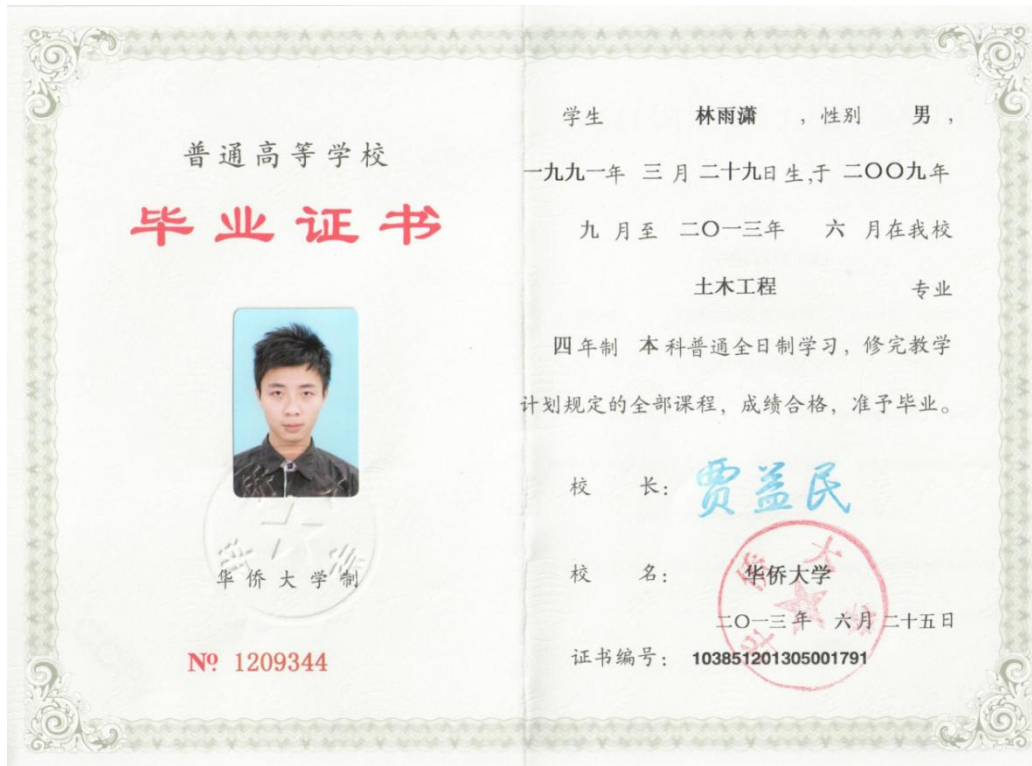 普通高等学校
毕业证书
华侨大学制
№ 1209344
学生 林雨潇 ，性别 男，
一九九一年 三 月 二十九日生,于 二〇〇九年
九 月至 二〇一三年 六 月在我校
土木工程 专业
四年制 本科普通全日制学习，修完教学
计划规定的全部课程，成绩合格，准予毕业。
校 长: 贾益民
校 名: 华侨大学
二〇一三年 六月 二十五日
证书编号: 103851201305001791
华侨大学